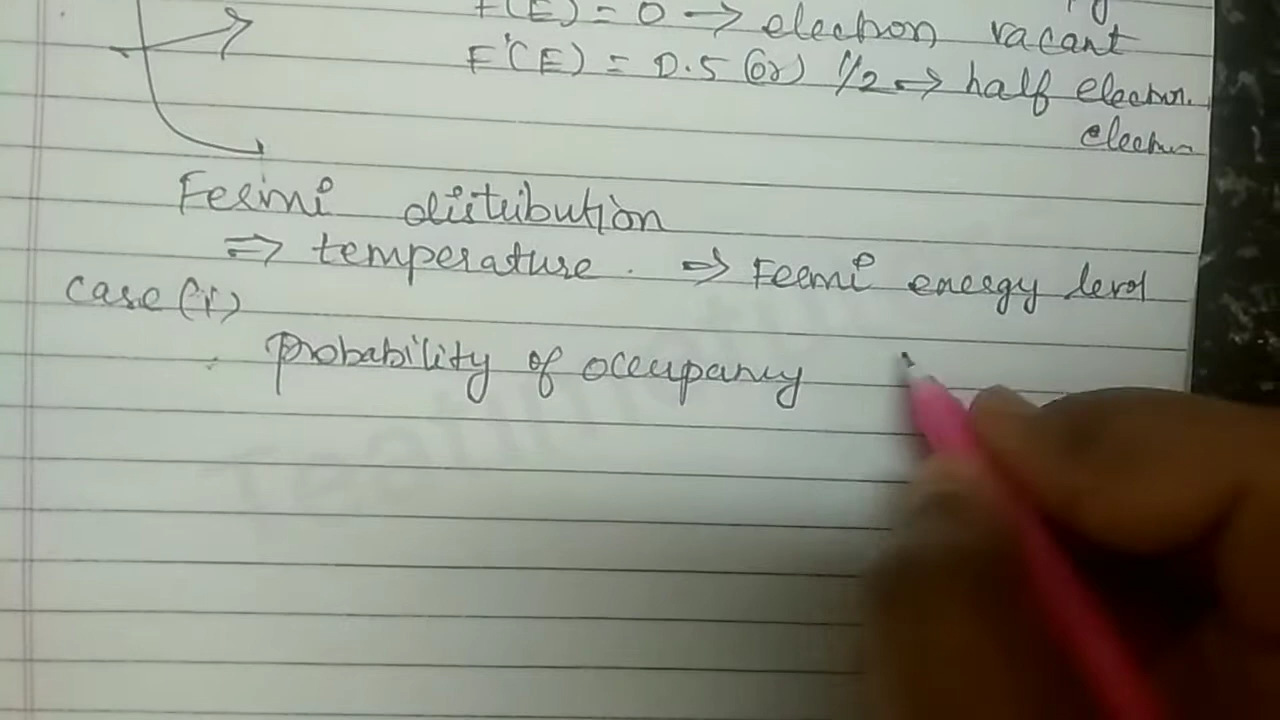 F(E) = 0 → electron vacant
F(E) = 0.5 (or) 1/2 → half electron.
electron
Fermi distribution
⇒ temperature. ⇒ Fermi energy level
case (i)
probability of occupancy